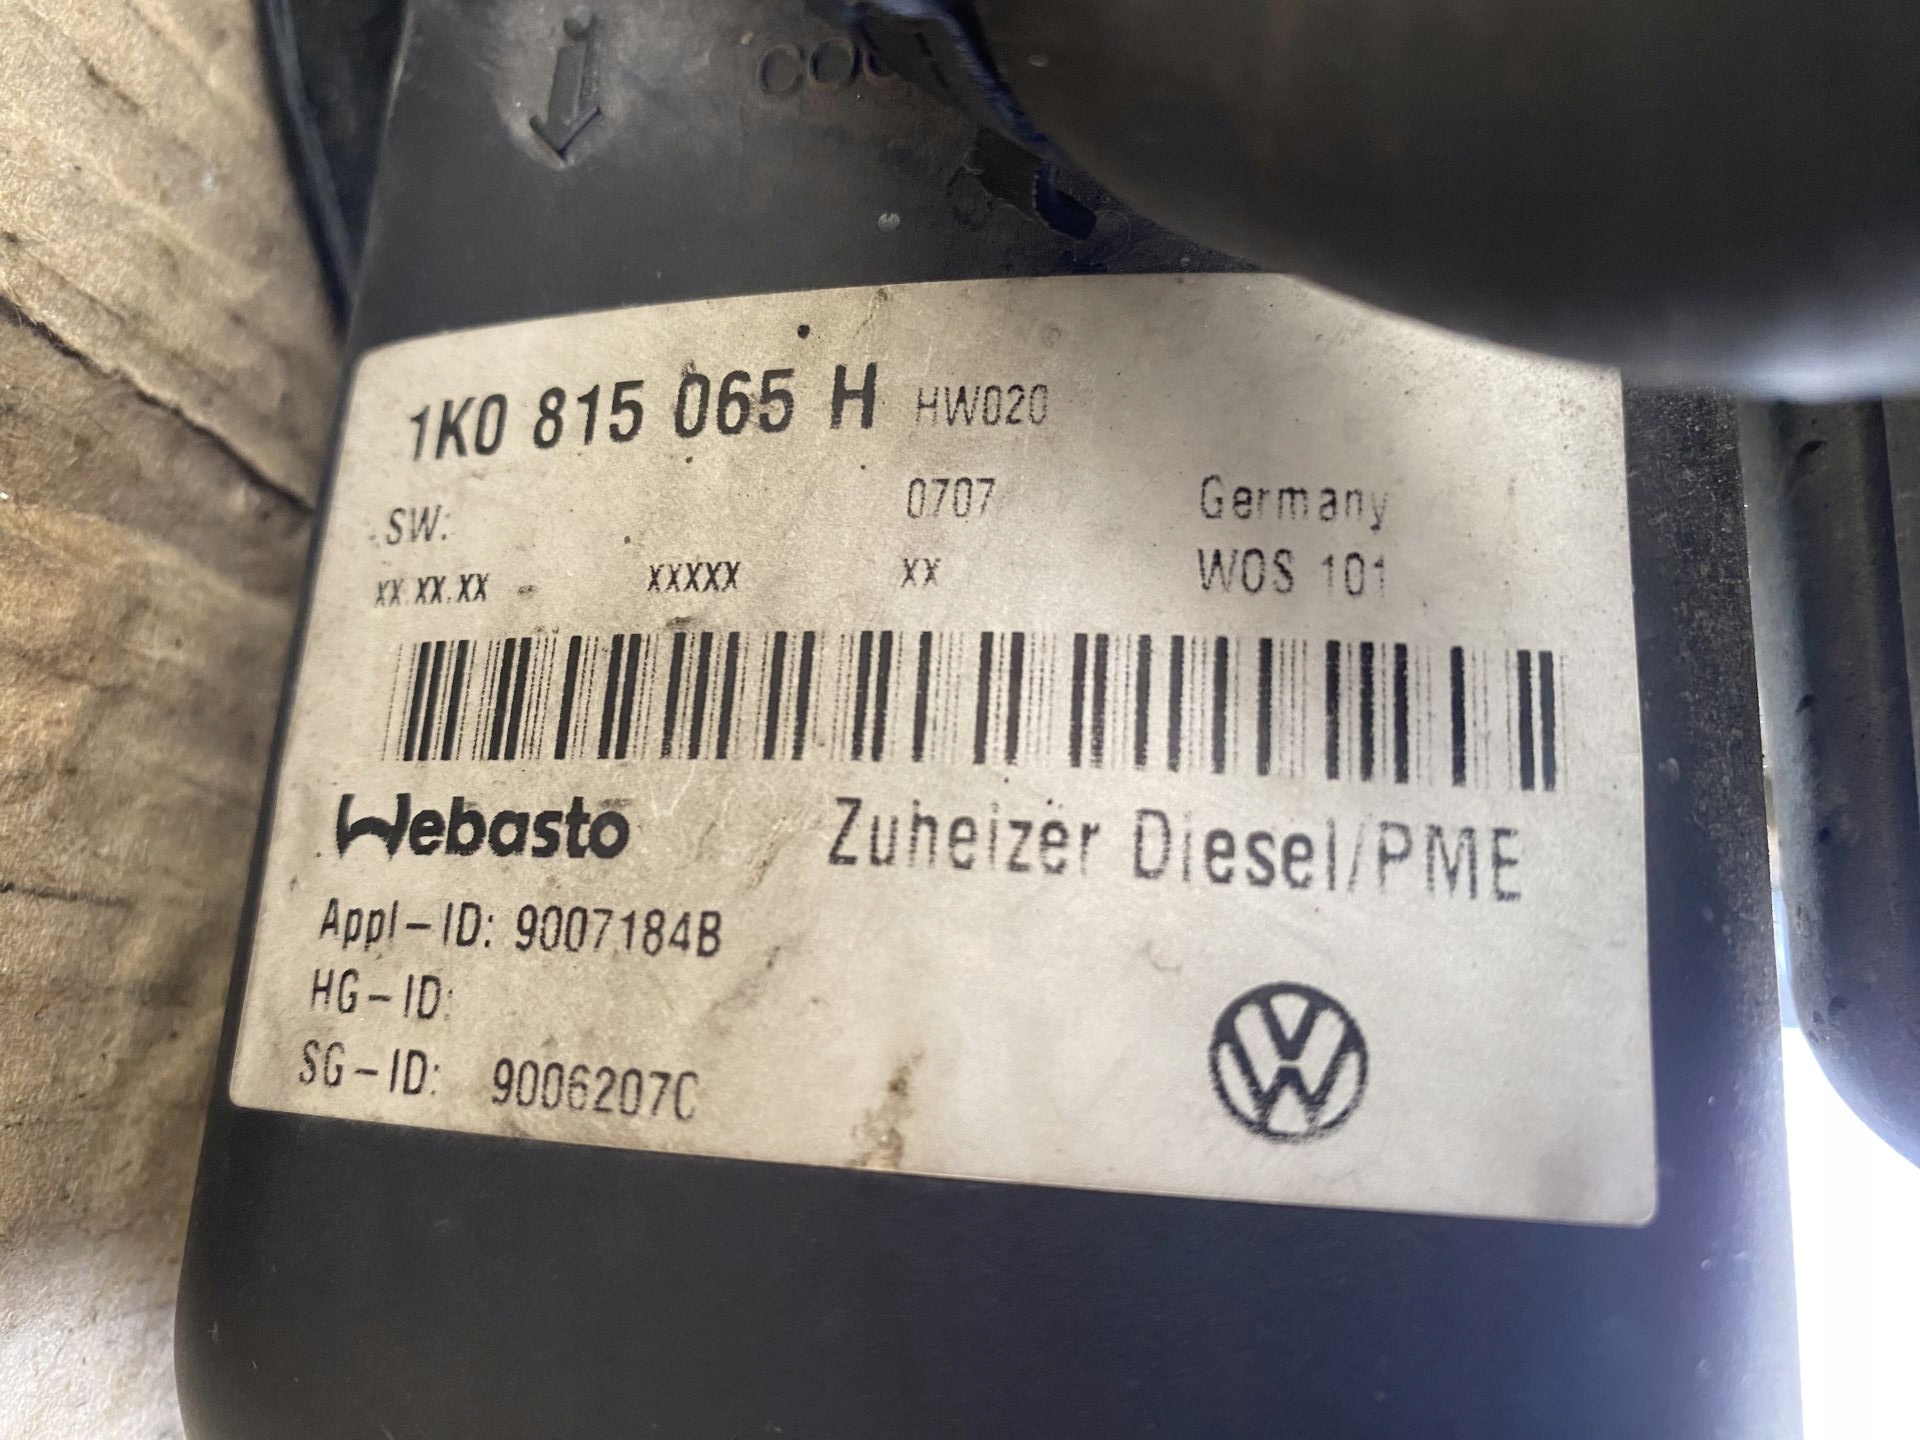 1K0 815 065 H HW020
SW: 0707 Germany
xx.xx.xx xxxxx xx WOS 101
Webasto Zuheizer Diesel/PME
Appl-ID: 9007184B
HG-ID:
SG-ID: 9006207C